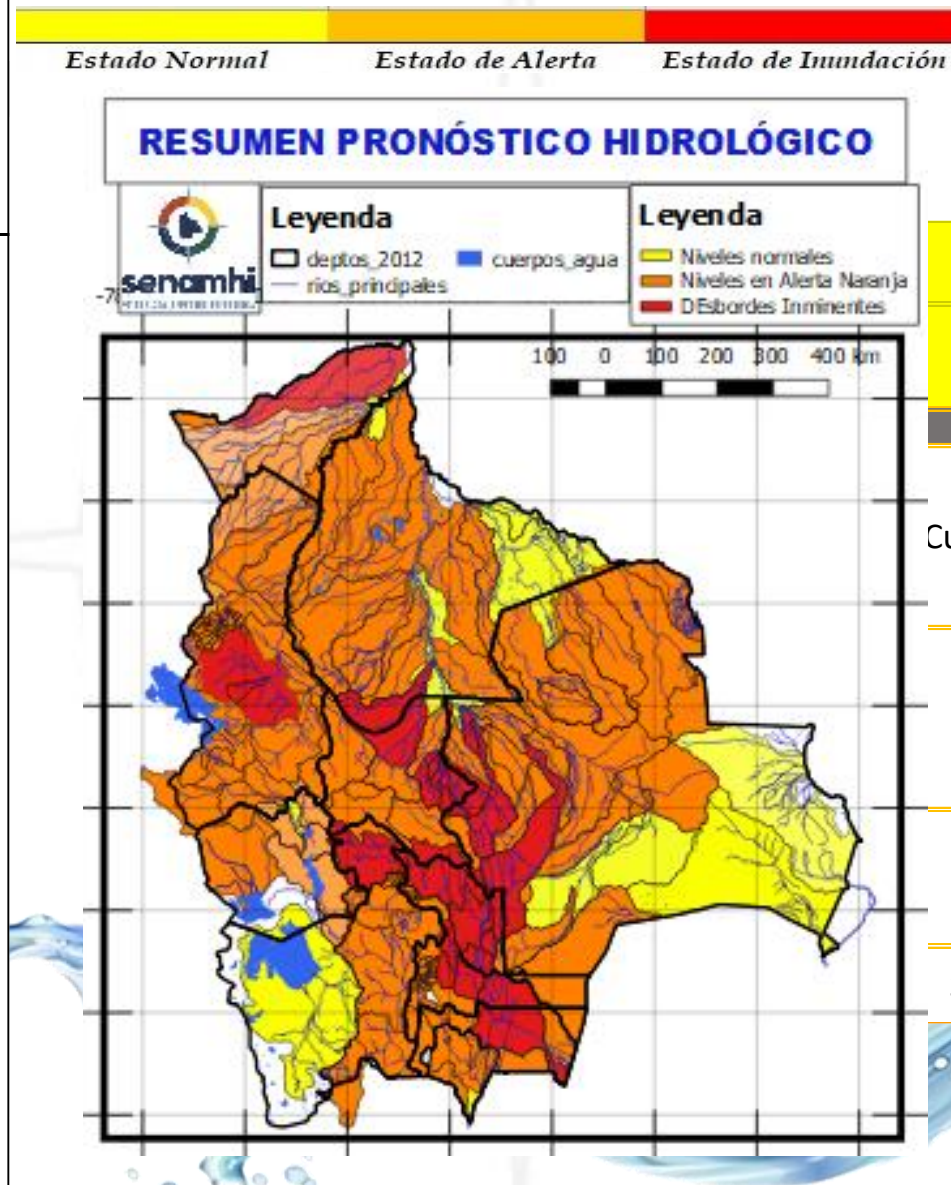 Estado Normal Estado de Alerta Estado de Inundación
RESUMEN PRONÓSTICO HIDROLÓGICO
senamhi
Leyenda
deptos_2012 cuerpos_agua
rios_principales
Leyenda
Niveles normales
Niveles en Alerta Naranja
DEsbordes Inminentes
100 0 100 200 300 400 km